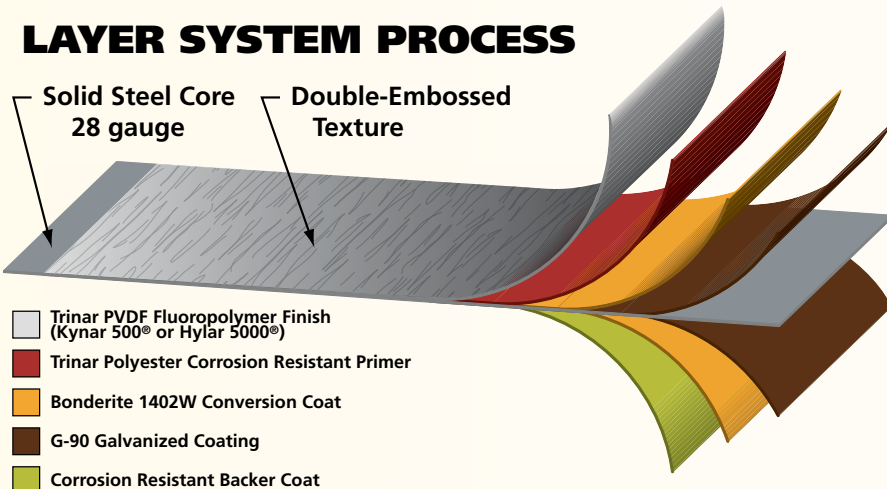 LAYER SYSTEM PROCESS
Solid Steel Core
28 gauge
Double-Embossed
Texture
Trinar PVDF Fluoropolymer Finish
(Kynar 500® or Hylar 5000®)
Trinar Polyester Corrosion Resistant Primer
Bonderite 1402W Conversion Coat
G-90 Galvanized Coating
Corrosion Resistant Backer Coat